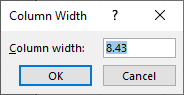 Column Width ? ×
Column width: 8.43
OK Cancel